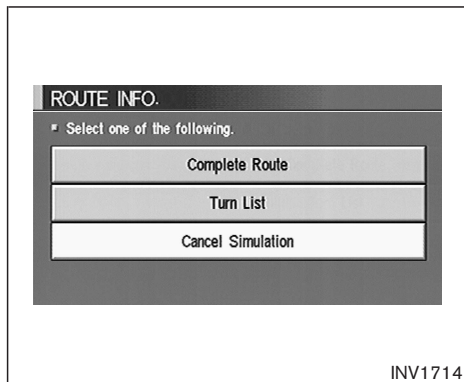 ROUTE INFO.
Select one of the following.
Complete Route
Turn List
Cancel Simulation
INV1714